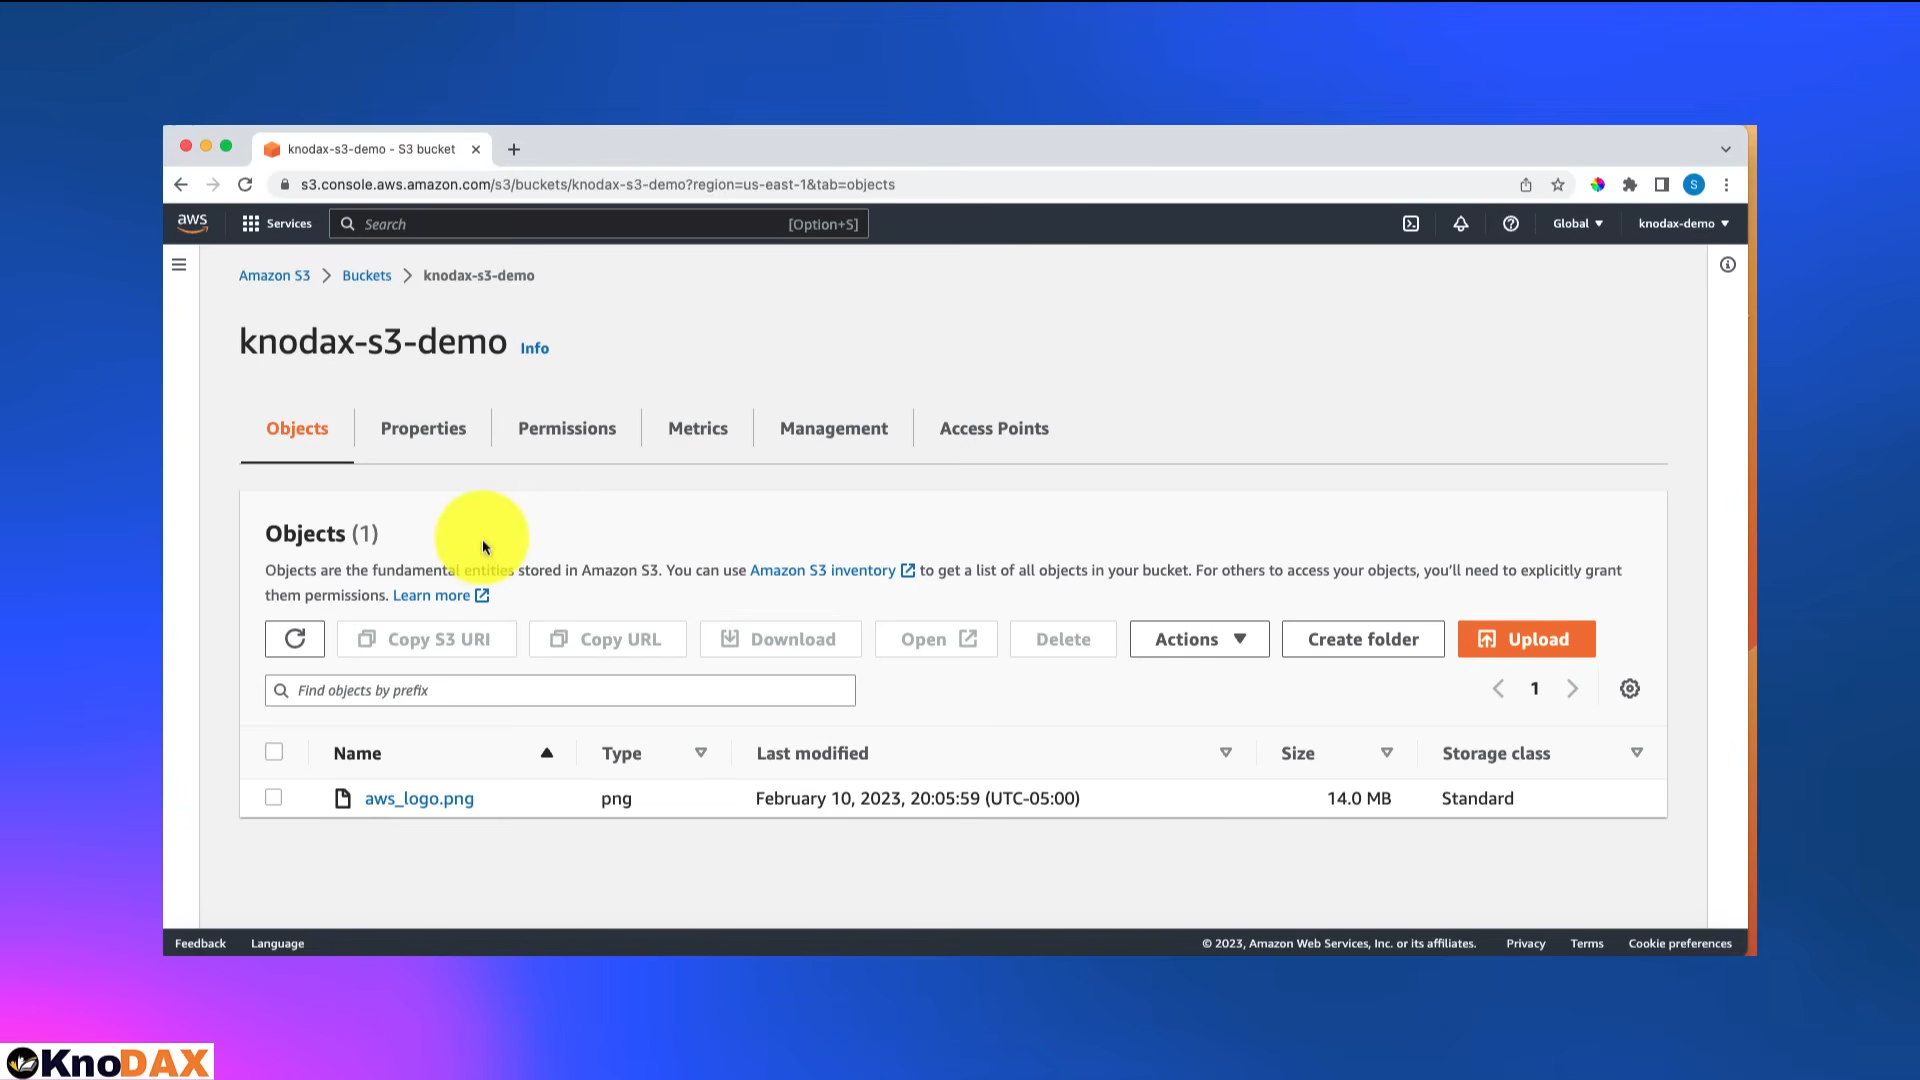 knodax-s3-demo - S3 bucket
s3.console.aws.amazon.com/s3/buckets/knodax-s3-demo?region=us-east-1&tab=objects
S
aws Services Search [Option+S] Global knodax-demo
Amazon S3 > Buckets > knodax-s3-demo
knodax-s3-demo Info
Objects Properties Permissions Metrics Management Access Points
Objects (1)
Objects are the fundamental entities stored in Amazon S3. You can use Amazon S3 inventory to get a list of all objects in your bucket. For others to access your objects, you'll need to explicitly grant
them permissions. Learn more
Copy S3 URI Copy URL Download Open Delete Actions Create folder Upload
Find objects by prefix 1
Name Type Last modified Size Storage class
aws_logo.png png February 10, 2023, 20:05:59 (UTC-05:00) 14.0 MB Standard
Feedback Language © 2023, Amazon Web Services, Inc. or its affiliates. Privacy Terms Cookie preferences
KnoDAX